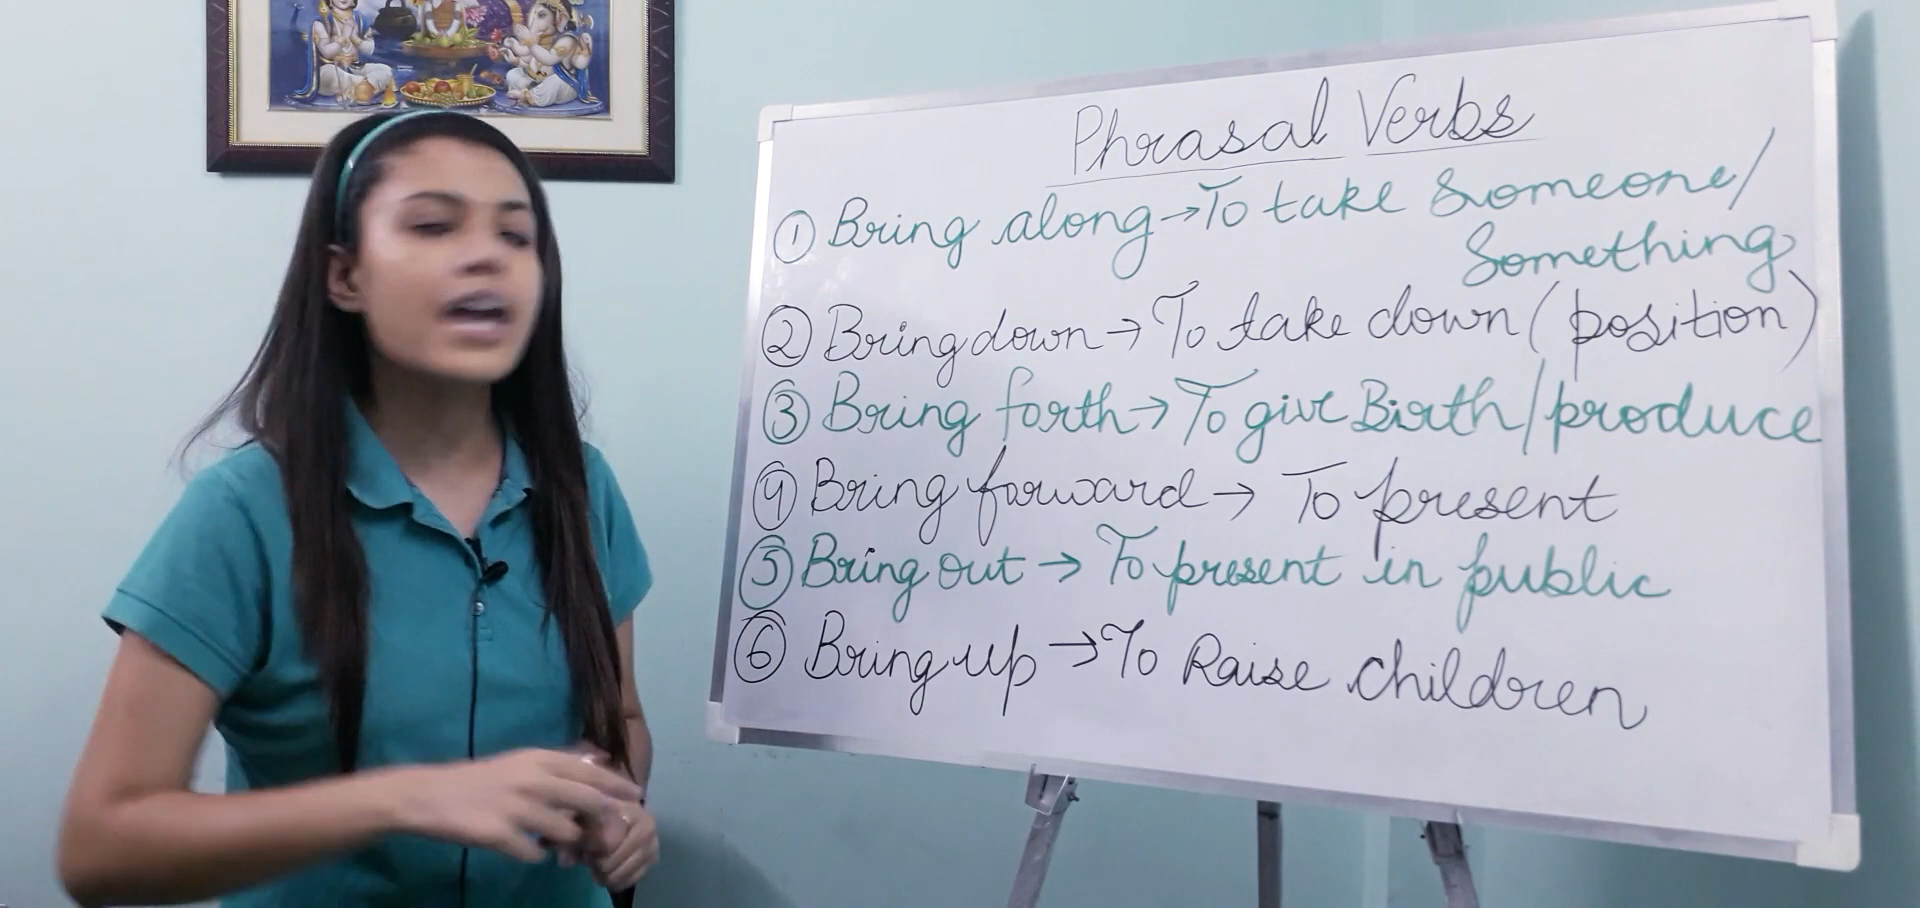 Phrasal Verbs
① Bring along → To take Someone/
Something
② Bring down → To take down (position)
③ Bring forth → To give Birth/produce
④ Bring forward → To present
⑤ Bring out → To present in public
⑥ Bring up → To Raise children